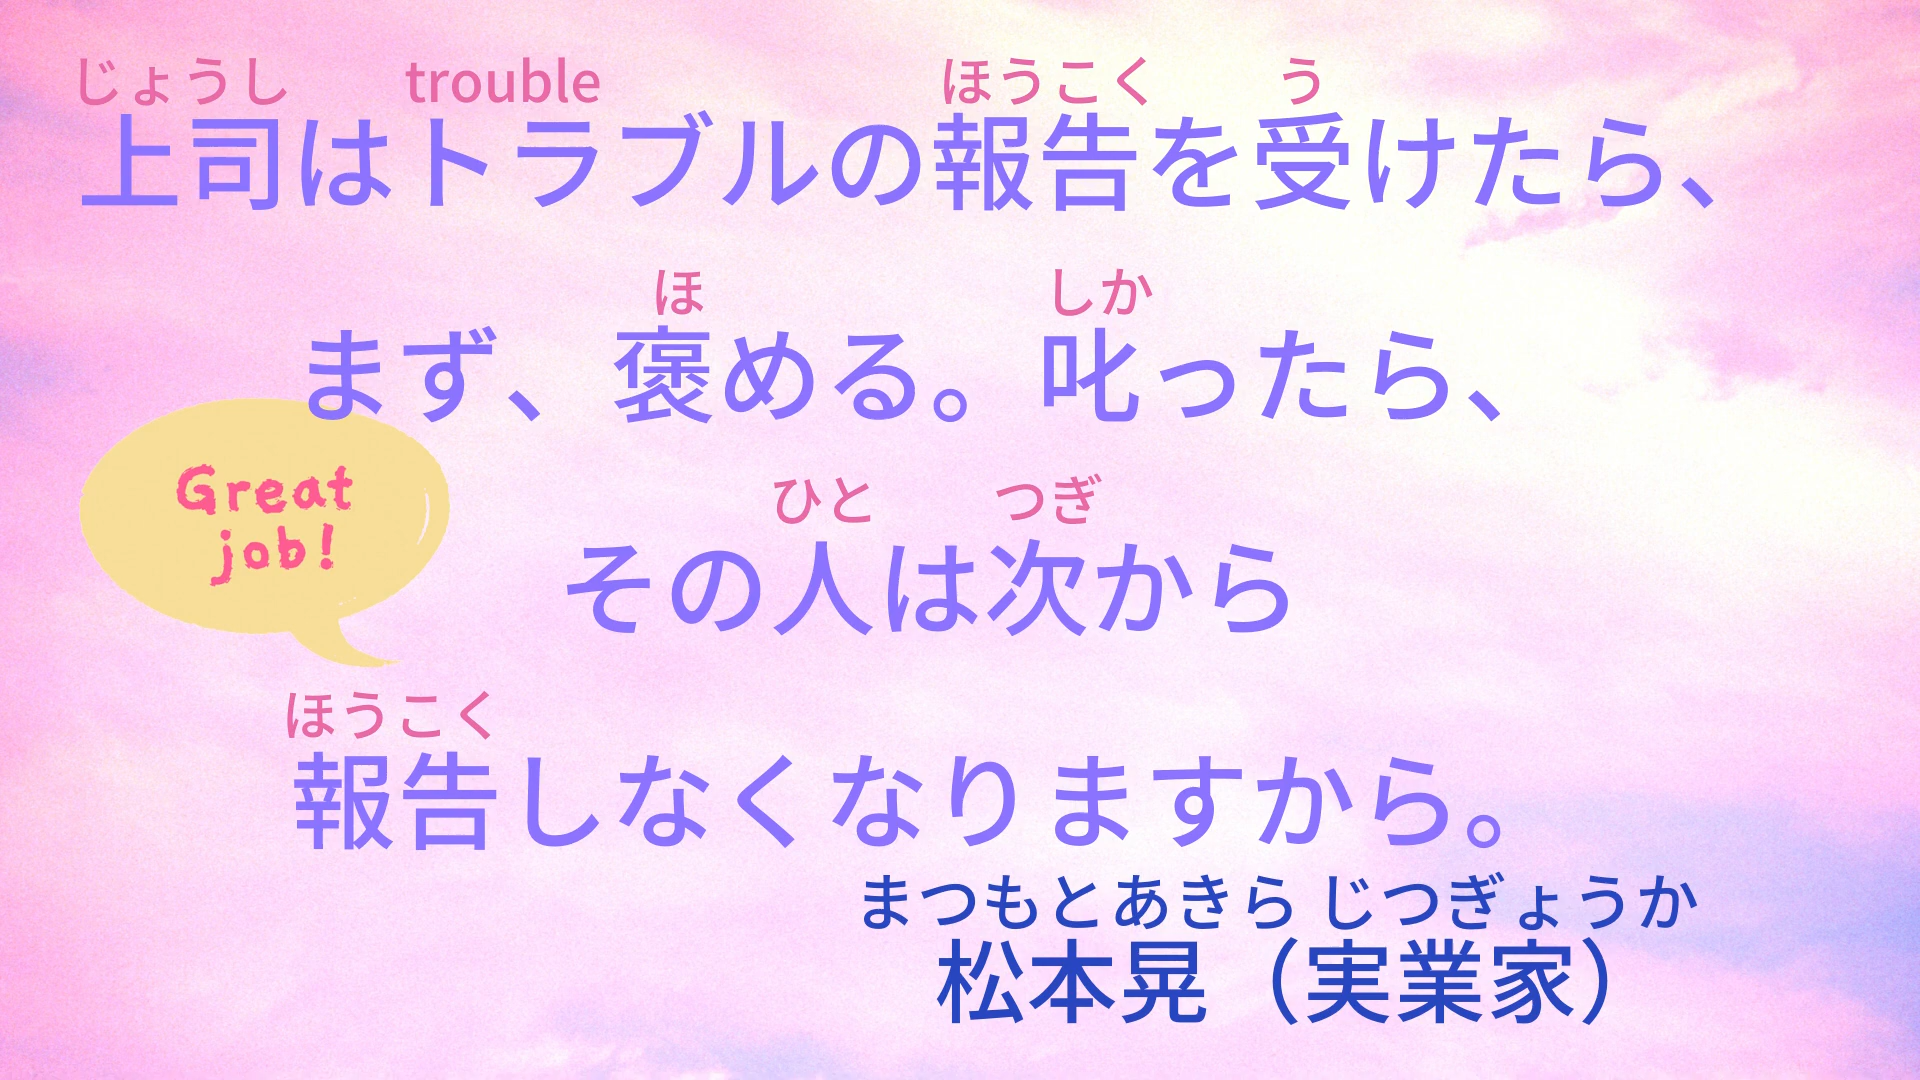 じょうし trouble ほうこく う
上司はトラブルの報告を受けたら、
ほ しか
まず、褒める。叱ったら、
Great
job!
ひと つぎ
その人は次から
ほうこく
報告しなくなりますから。
まつもとあきら じつぎょうか
松本晃（実業家）